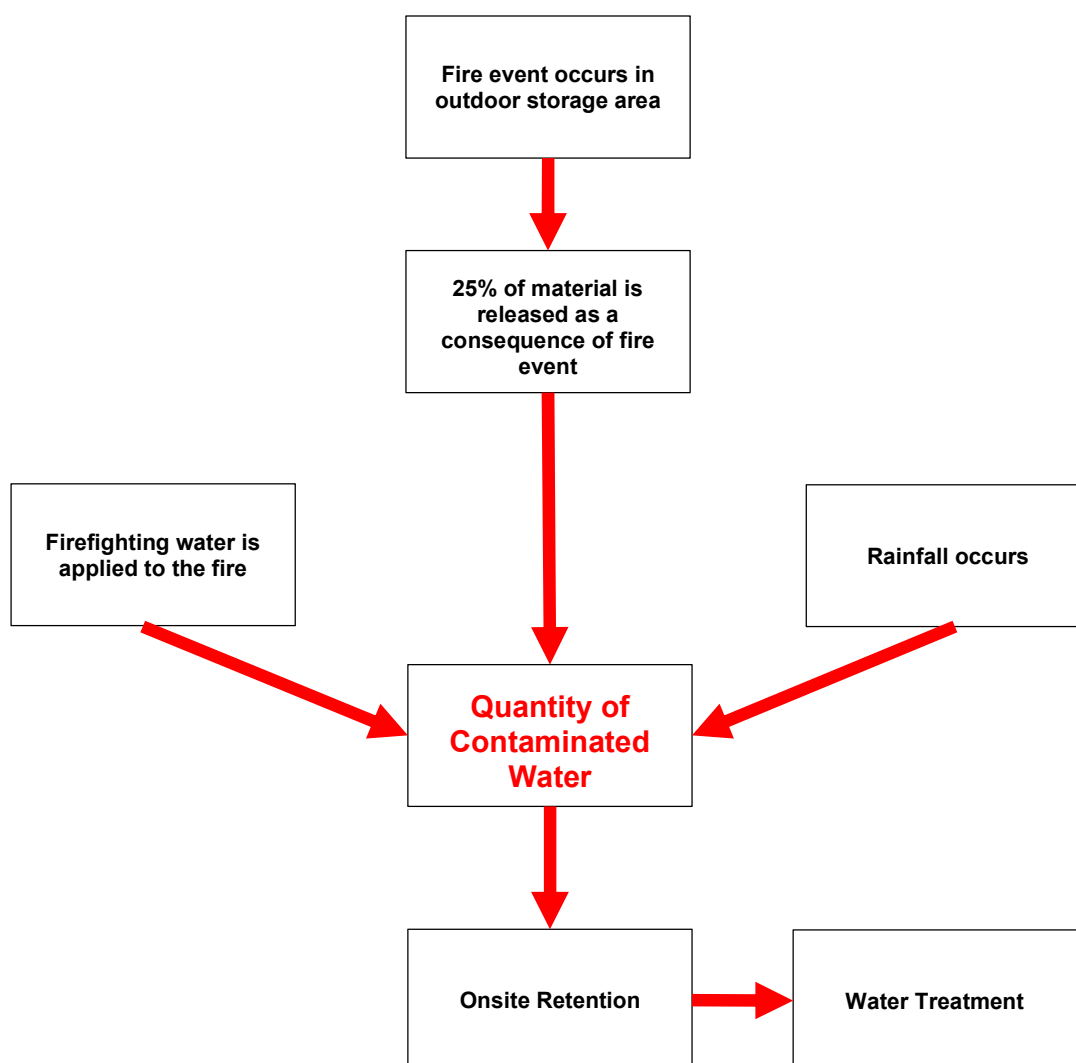 Fire event occurs in
outdoor storage area
25% of material is
released as a
consequence of fire
event
Firefighting water is
applied to the fire
Rainfall occurs
Quantity of
Contaminated
Water
Onsite Retention
Water Treatment